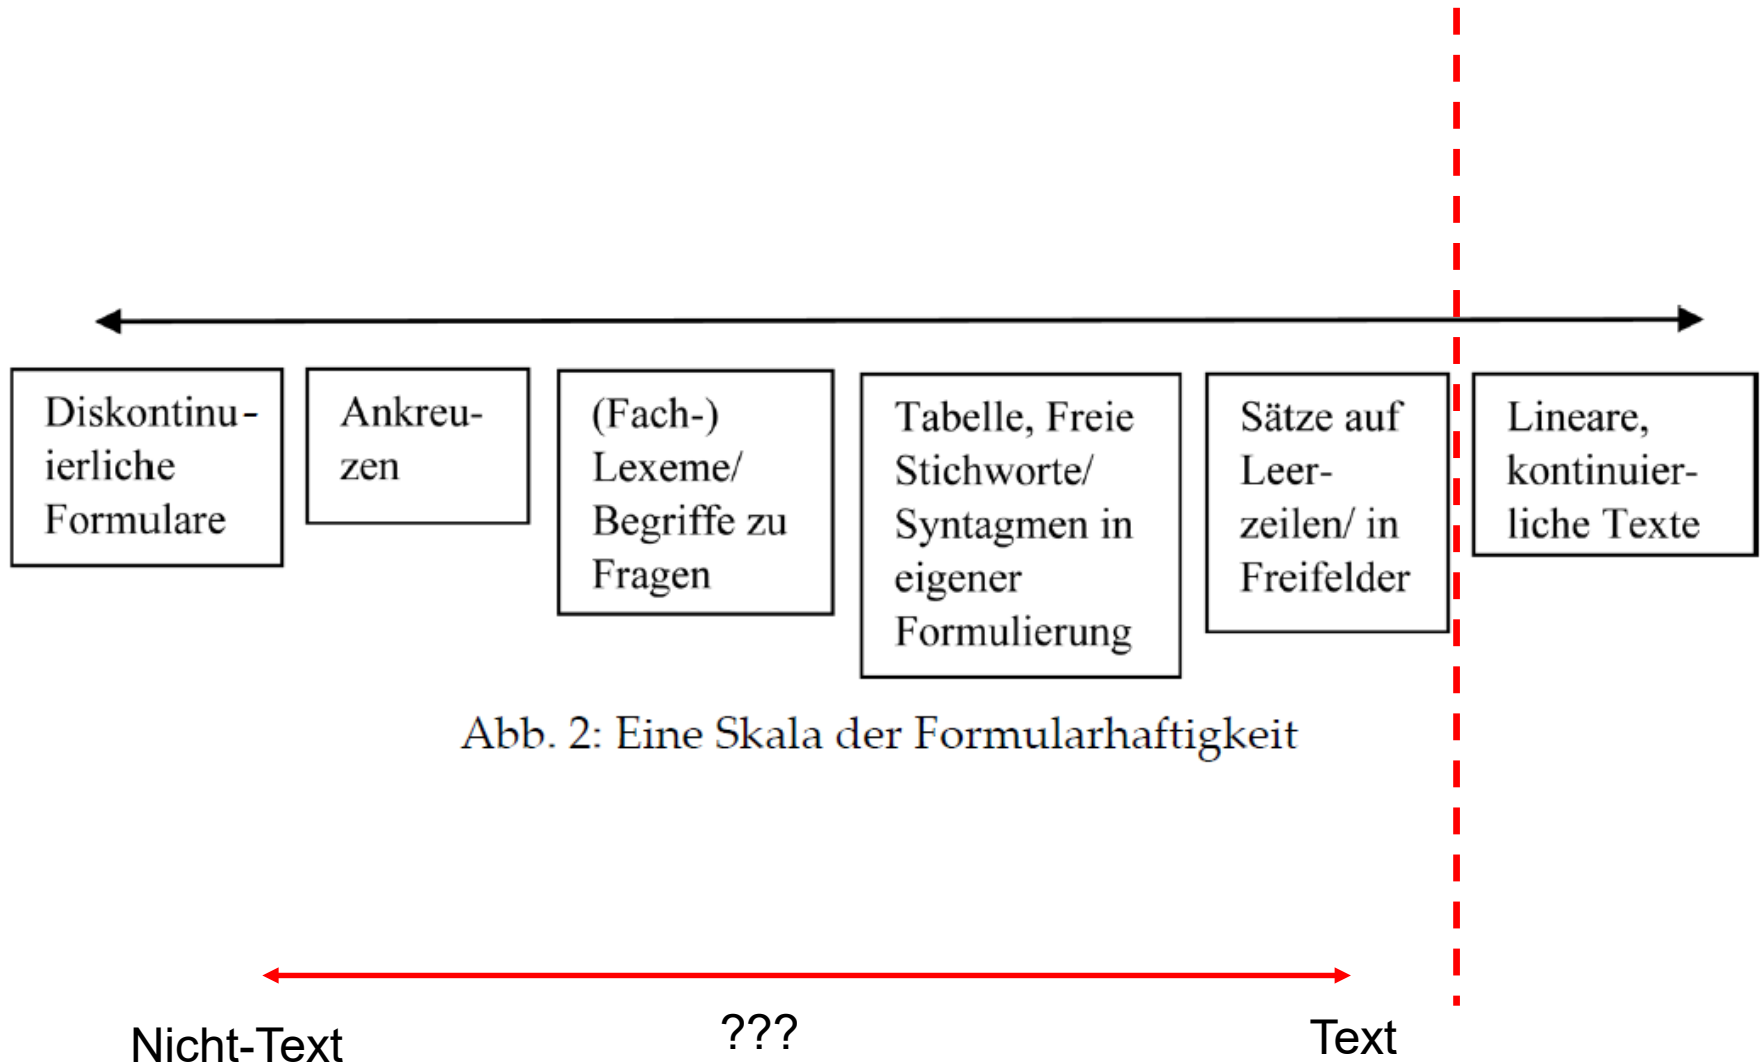 Diskontinu-
ierliche
Formulare
Ankreu-
zen
(Fach-)
Lexeme/
Begriffe zu
Fragen
Tabelle, Freie
Stichworte/
Syntagmen in
eigener
Formulierung
Sätze auf
Leer-
zeilen/ in
Freifelder
Lineare,
kontinuier-
liche Texte
Abb. 2: Eine Skala der Formularhaftigkeit
Nicht-Text
???
Text